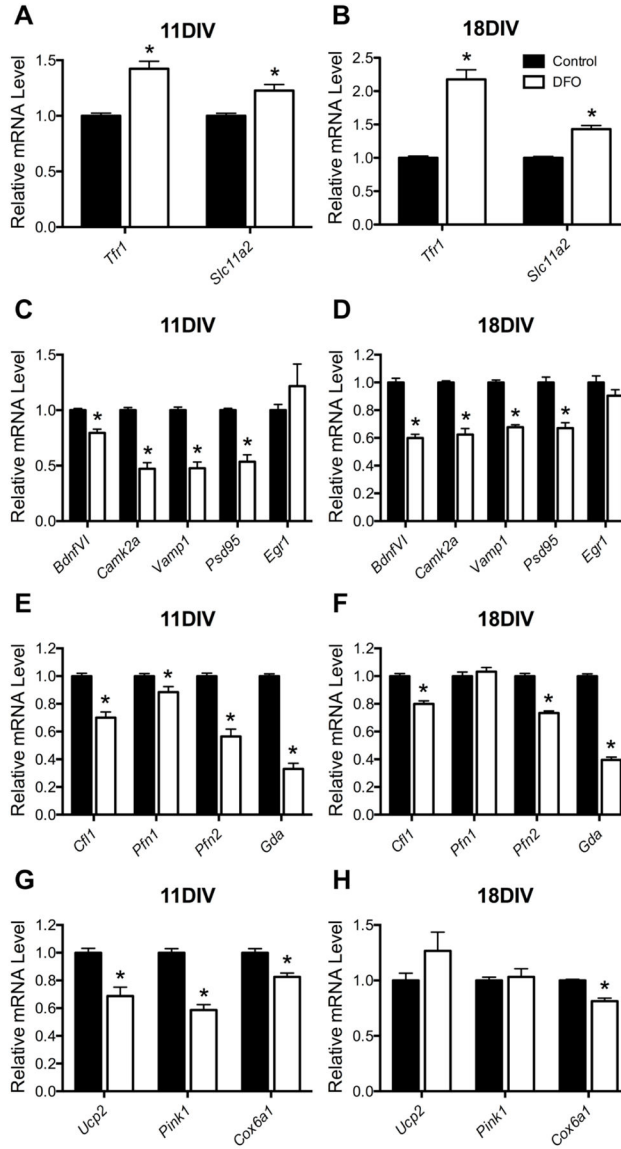 A
11DIV
Relative mRNA Level
1.5
1.0
0.5
0.0
*
*
Tfr1
Slc11a2
B
18DIV
Relative mRNA Level
2.5
2.0
1.5
1.0
0.5
0.0
*
*
Control
DFO
Tfr1
Slc11a2
C
11DIV
Relative mRNA Level
1.5
1.0
0.5
0.0
*
*
*
*
BdnfVI
Camk2a
Vamp1
Psd95
Egr1
D
18DIV
Relative mRNA Level
1.2
1.0
0.8
0.6
0.4
0.2
0.0
*
*
*
*
BdnfVI
Camk2a
Vamp1
Psd95
Egr1
E
11DIV
Relative mRNA Level
1.2
1.0
0.8
0.6
0.4
0.2
0.0
*
*
*
*
Cfl1
Pfn1
Pfn2
Gda
F
18DIV
Relative mRNA Level
1.2
1.0
0.8
0.6
0.4
0.2
0.0
*
*
*
Cfl1
Pfn1
Pfn2
Gda
G
11DIV
Relative mRNA Level
1.2
1.0
0.8
0.6
0.4
0.2
0.0
*
*
*
Ucp2
Pink1
Cox6a1
H
18DIV
Relative mRNA Level
1.5
1.0
0.5
0.0
*
Ucp2
Pink1
Cox6a1